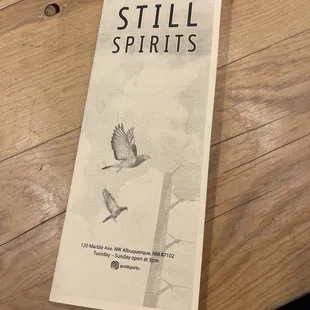 STILL
SPIRITS
120 Marble Ave. NW Albuquerque, NM 87102
Tuesday - Sunday open at 3pm
@stillspirits